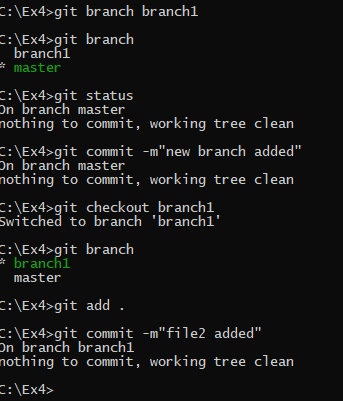 C:\Ex4>git branch branch1
C:\Ex4>git branch
  branch1
* master
C:\Ex4>git status
On branch master
nothing to commit, working tree clean
C:\Ex4>git commit -m"new branch added"
On branch master
nothing to commit, working tree clean
C:\Ex4>git checkout branch1
Switched to branch 'branch1'
C:\Ex4>git branch
* branch1
  master
C:\Ex4>git add .
C:\Ex4>git commit -m"file2 added"
On branch branch1
nothing to commit, working tree clean
C:\Ex4>